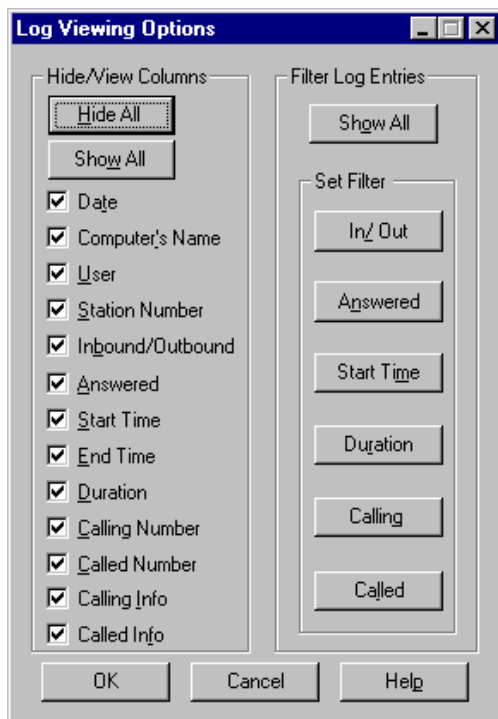 Log Viewing Options
Hide/View Columns
Hide All
Show All
Date
Computer's Name
User
Station Number
Inbound/Outbound
Answered
Start Time
End Time
Duration
Calling Number
Called Number
Calling Info
Called Info
Filter Log Entries
Show All
Set Filter
In/ Out
Answered
Start Time
Duration
Calling
Called
OK
Cancel
Help